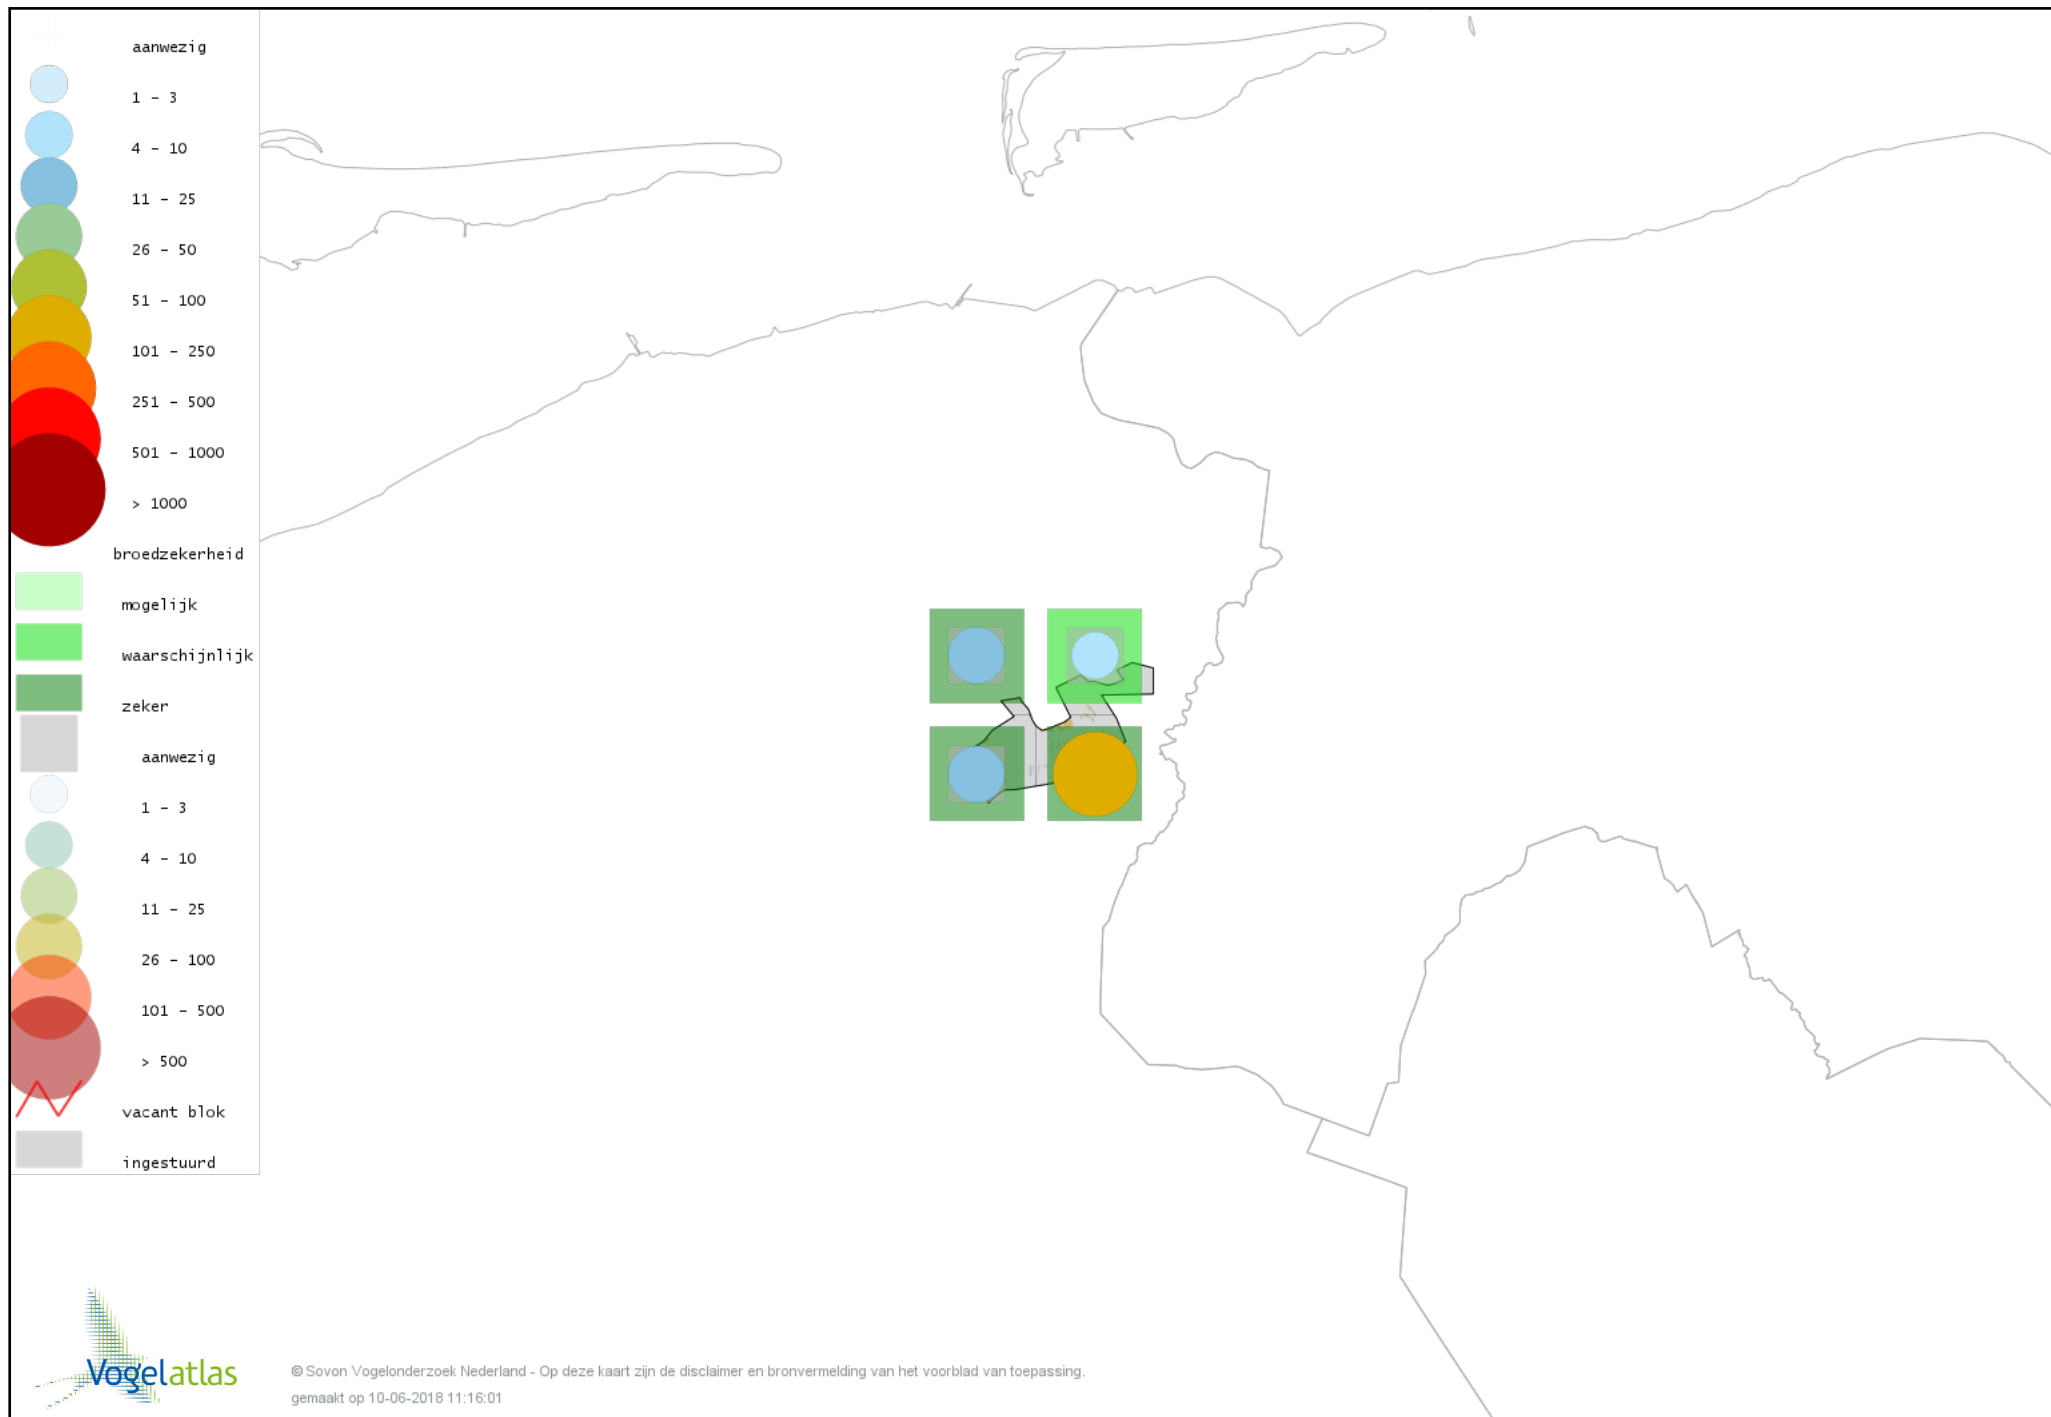 aanwezig
1 - 3
4 - 10
11 - 25
26 - 50
51 - 100
101 - 250
251 - 500
501 - 1000
> 1000
broedzekerheid
mogelijk
waarschijnlijk
zeker
aanwezig
1 - 3
4 - 10
11 - 25
26 - 100
101 - 500
> 500
vacant blok
ingestuurd
Vogelatlas
© Sovon Vogelonderzoek Nederland - Op deze kaart zijn de disclaimer en bronvermelding van het voorblad van toepassing.
gemaakt op 10-06-2018 11:16:01